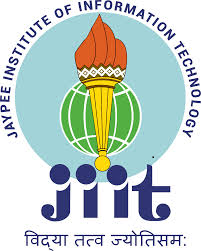 JAYPEE INSTITUTE OF INFORMATION TECHNOLOGY
jiit
विद्या तत्व ज्योतिसमः